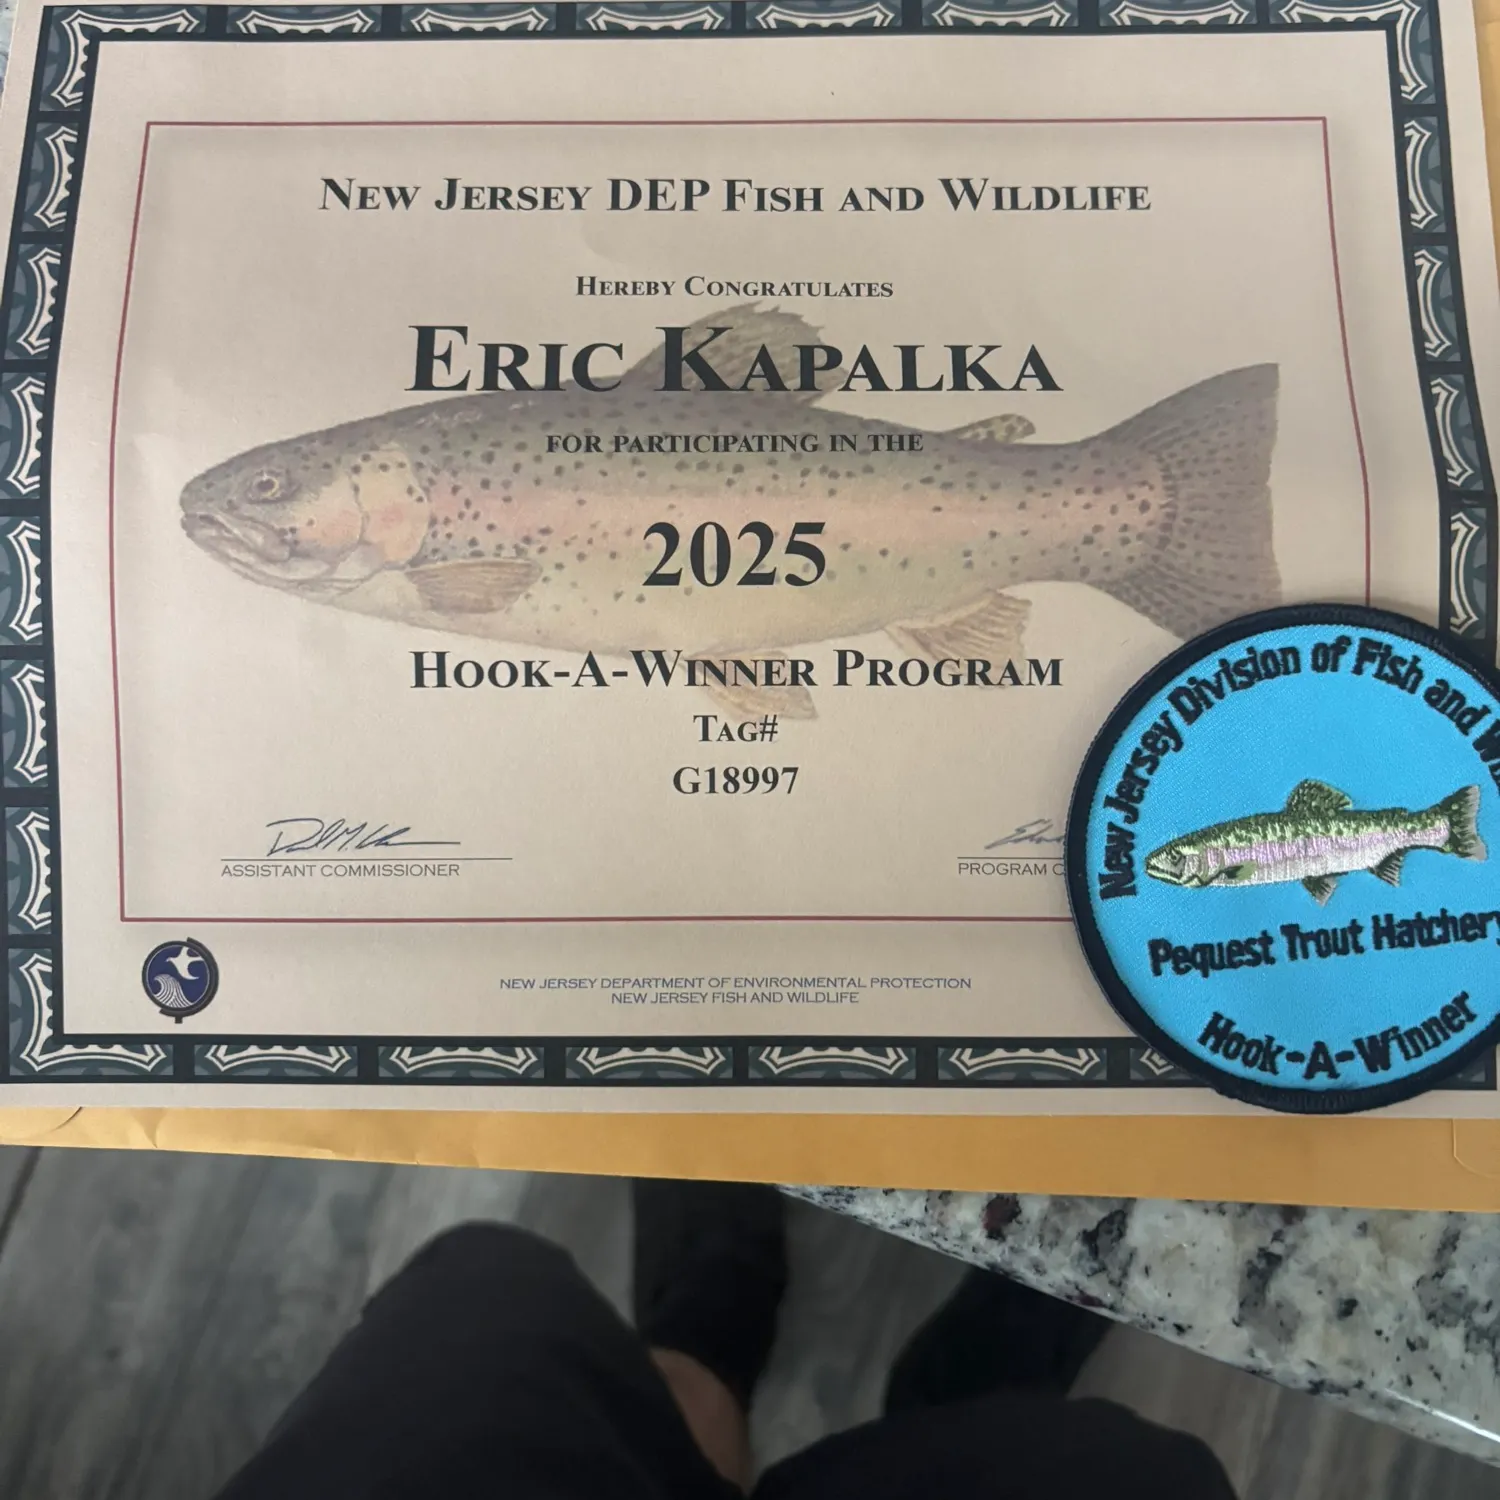 NEW JERSEY DEP FISH AND WILDLIFE
HEREBY CONGRATULATES
ERIC KAPALKA
FOR PARTICIPATING IN THE
2025
HOOK-A-WINNER PROGRAM
TAG#
G18997
ASSISTANT COMMISSIONER
PROGRAM
NEW JERSEY DEPARTMENT OF ENVIRONMENTAL PROTECTION
NEW JERSEY FISH AND WILDLIFE
New Jersey Division of Fish and
Pequest Trout Hatchery
Hook-A-Winner